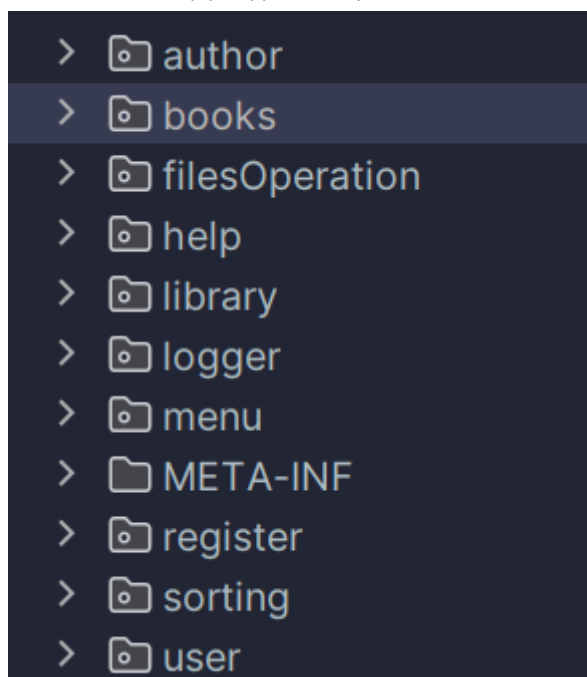 author
books
filesOperation
help
library
logger
menu
META-INF
register
sorting
user